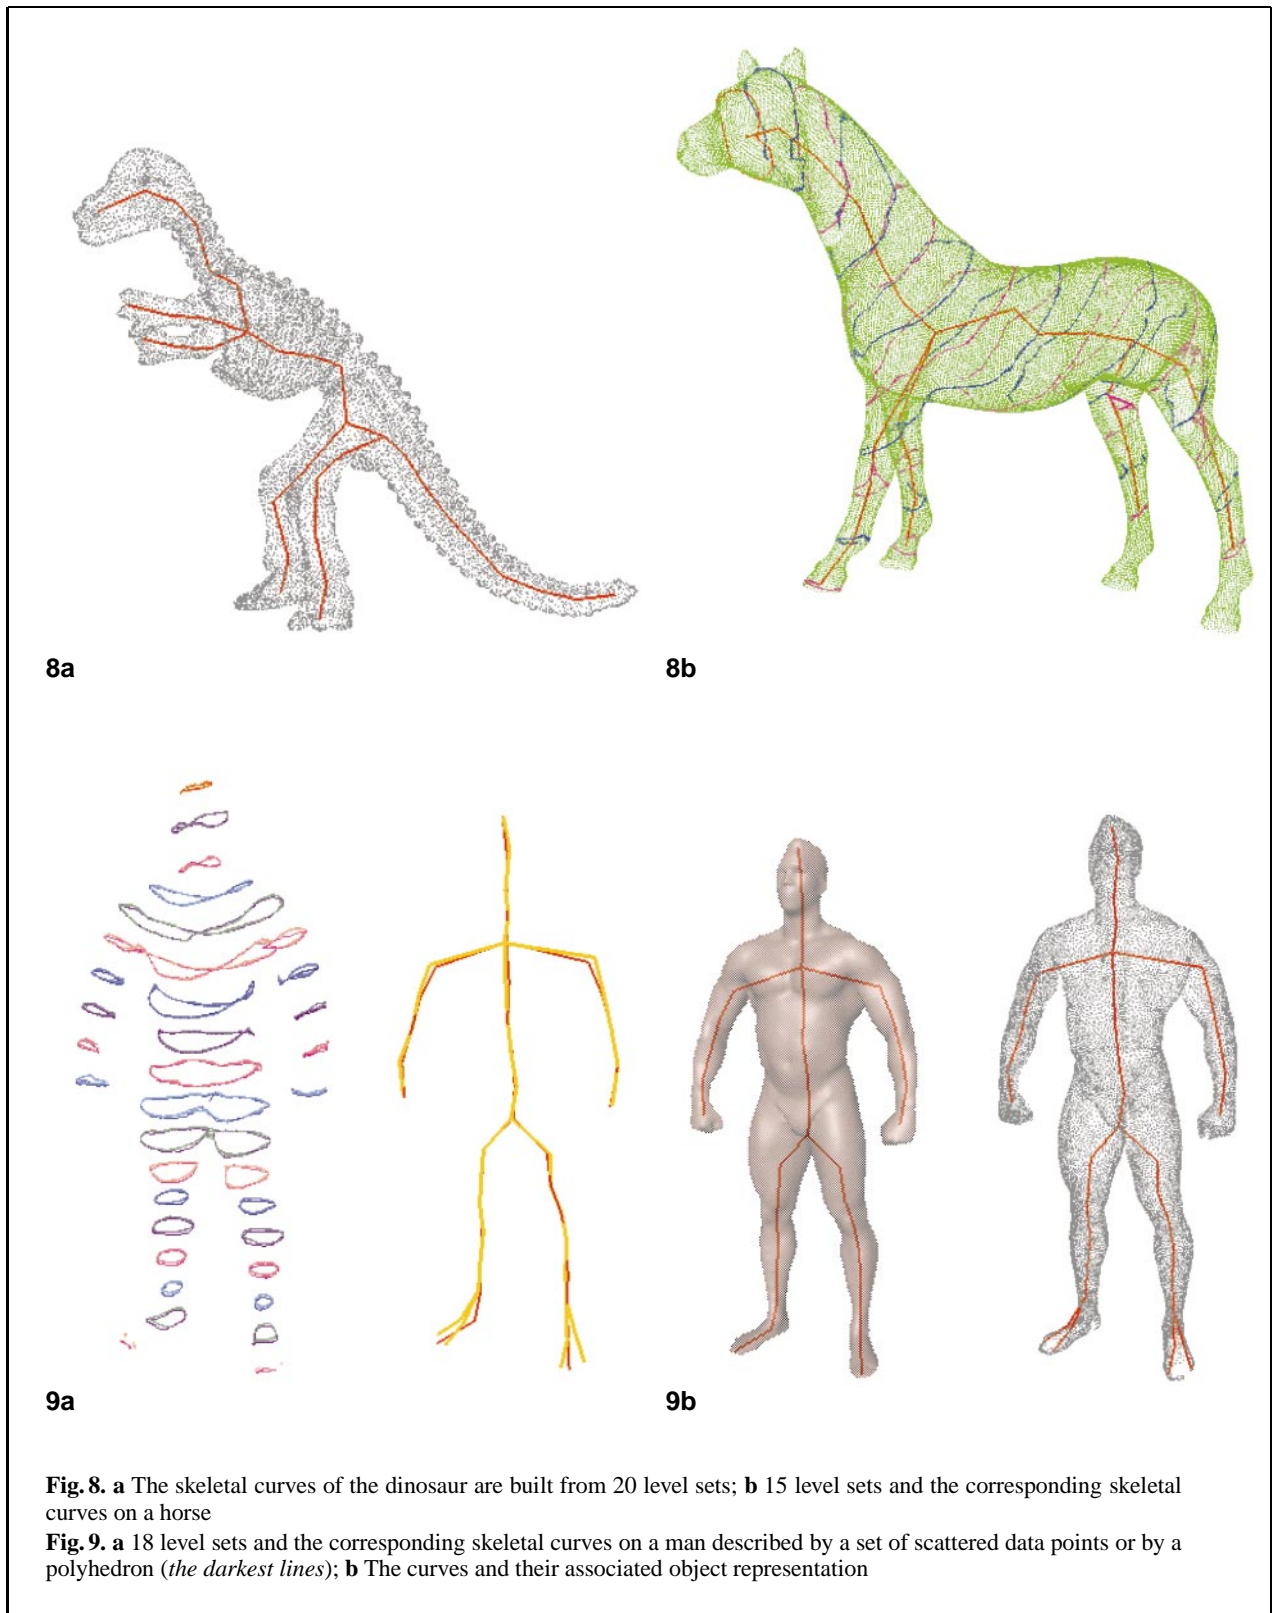 8a
8b
9a
9b
Fig. 8. a The skeletal curves of the dinosaur are built from 20 level sets; b 15 level sets and the corresponding skeletal
curves on a horse
Fig. 9. a 18 level sets and the corresponding skeletal curves on a man described by a set of scattered data points or by a
polyhedron (the darkest lines); b The curves and their associated object representation